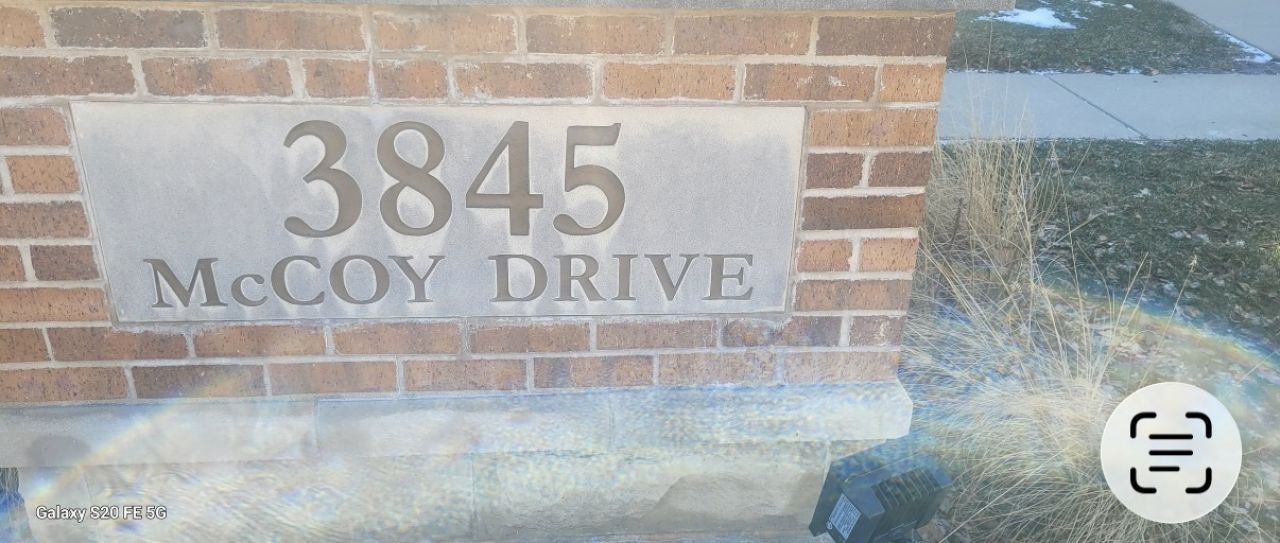 3845
McCOY DRIVE
Galaxy S20 FE 5G